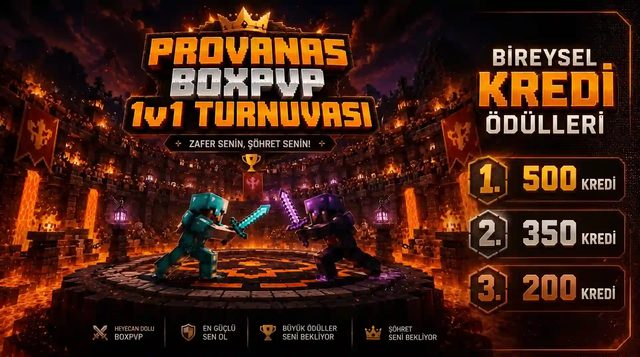 PROVANAS
BOXPVP
1v1 TURNUVASI
ZAFER SENİN, ŞÖHRET SENİN!
HEYECAN DOLU
BOXPVP
EN GÜÇLÜ
SEN OL
BÜYÜK ÖDÜLLER
SENİ BEKLİYOR
ŞÖHRET
SENİ BEKLİYOR
BİREYSEL
KREDİ
ÖDÜLLERİ
1. 500 KREDİ
2. 350 KREDİ
3. 200 KREDİ